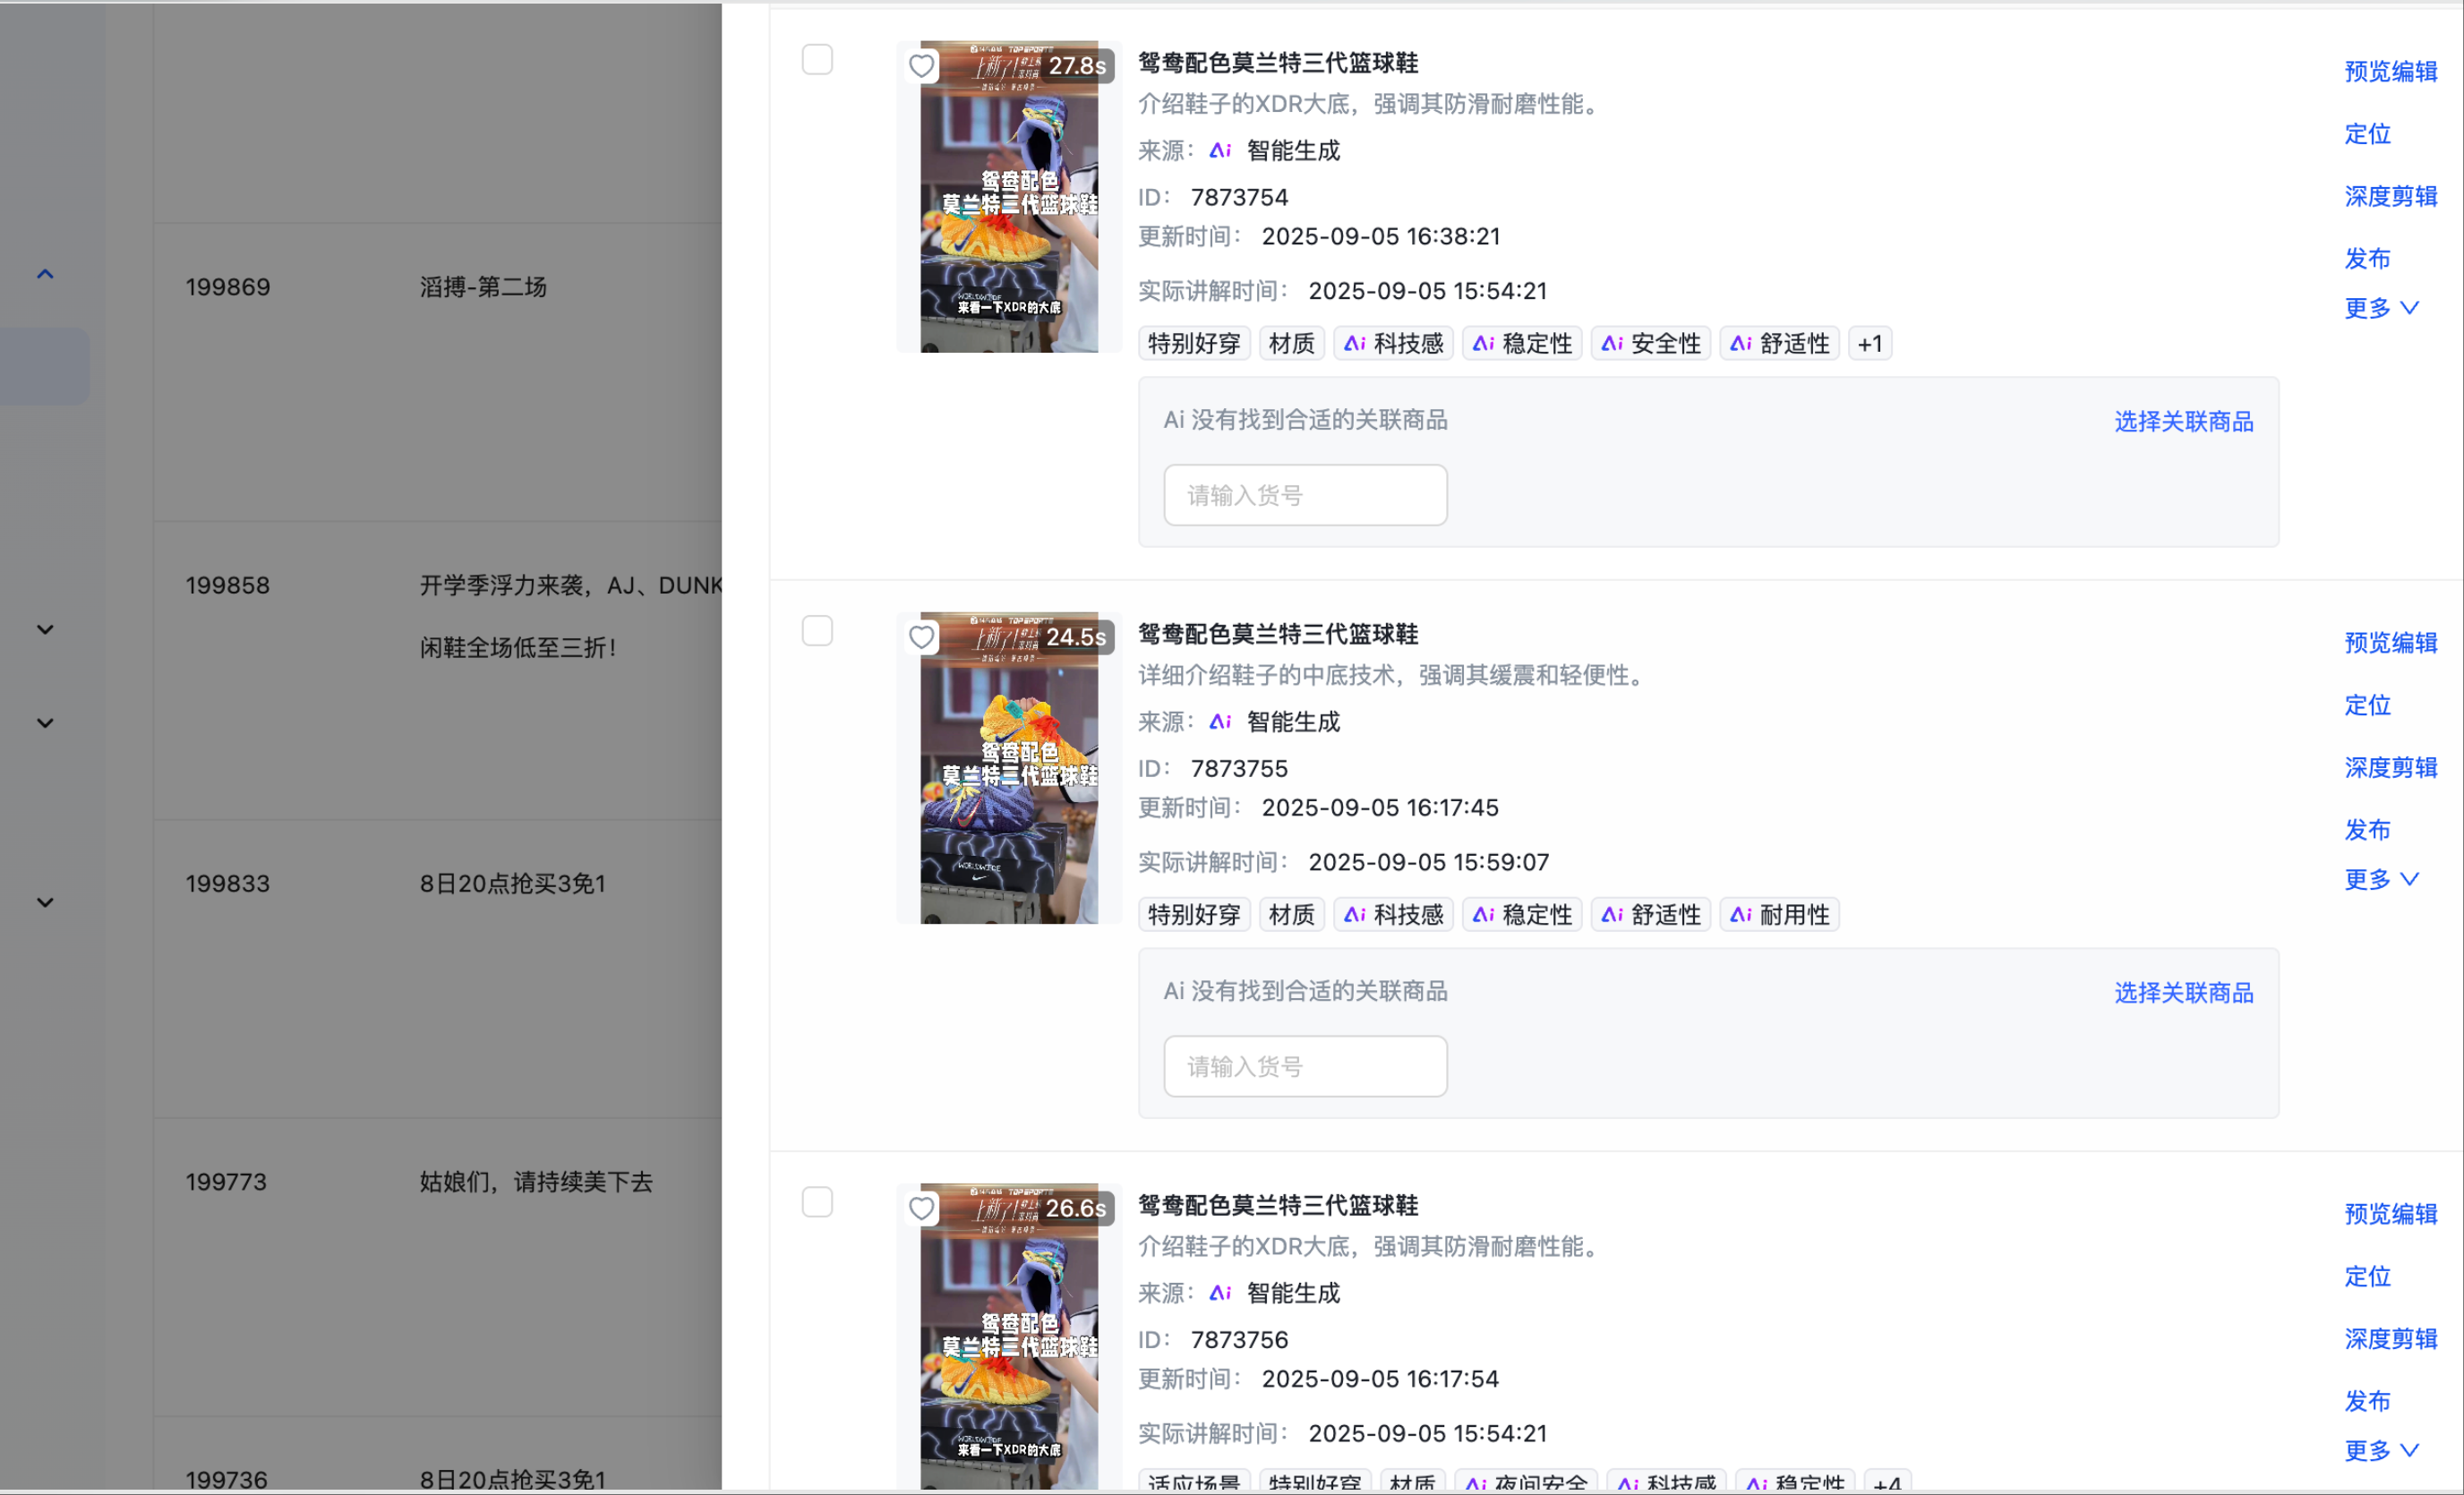 199869
滔搏-第二场
199858
开学季浮力来袭，AJ、DUNK
闲鞋全场低至三折！
199833
8日20点抢买3免1
199773
姑娘们，请持续美下去
199736
8日20点抢买3免1
TOP SPORTS
上新了!
27.8s
鸳鸯配色
莫兰特三代篮球鞋
WORLDWIDE
来看一下XDR的大底
鸳鸯配色莫兰特三代篮球鞋
介绍鞋子的XDR大底，强调其防滑耐磨性能。
来源： Ai 智能生成
ID： 7873754
更新时间： 2025-09-05 16:38:21
实际讲解时间： 2025-09-05 15:54:21
特别好穿 材质 Ai 科技感 Ai 稳定性 Ai 安全性 Ai 舒适性 +1
Ai 没有找到合适的关联商品 选择关联商品
请输入货号
预览编辑
定位
深度剪辑
发布
更多
TOP SPORTS
上新了!
24.5s
鸳鸯配色
莫兰特三代篮球鞋
WORLDWIDE
鸳鸯配色莫兰特三代篮球鞋
详细介绍鞋子的中底技术，强调其缓震和轻便性。
来源： Ai 智能生成
ID： 7873755
更新时间： 2025-09-05 16:17:45
实际讲解时间： 2025-09-05 15:59:07
特别好穿 材质 Ai 科技感 Ai 稳定性 Ai 舒适性 Ai 耐用性
Ai 没有找到合适的关联商品 选择关联商品
请输入货号
预览编辑
定位
深度剪辑
发布
更多
TOP SPORTS
上新了!
26.6s
鸳鸯配色
莫兰特三代篮球鞋
WORLDWIDE
来看一下XDR的大底
鸳鸯配色莫兰特三代篮球鞋
介绍鞋子的XDR大底，强调其防滑耐磨性能。
来源： Ai 智能生成
ID： 7873756
更新时间： 2025-09-05 16:17:54
实际讲解时间： 2025-09-05 15:54:21
适应场景 特别好穿 材质 Ai 夜间安全 Ai 科技感 Ai 稳定性 +4
预览编辑
定位
深度剪辑
发布
更多